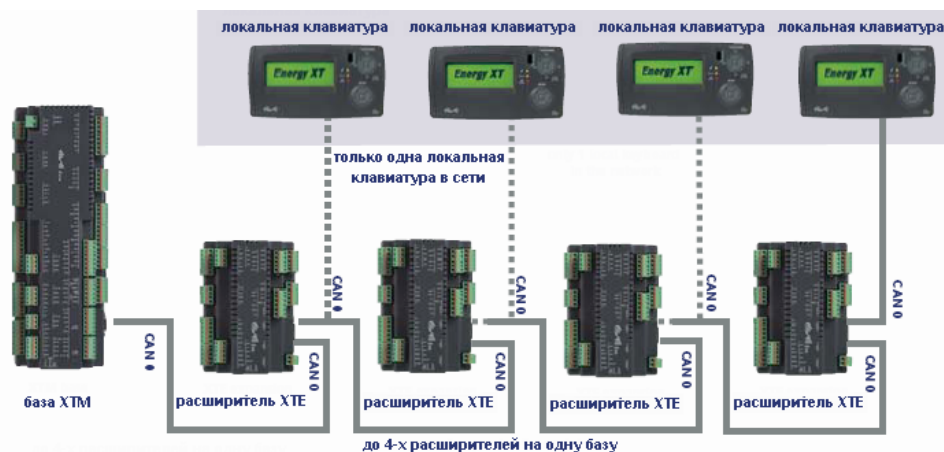 локальная клавиатура локальная клавиатура локальная клавиатура локальная клавиатура
Energy XT Energy XT Energy XT Energy XT
только одна локальная
клавиатура в сети
CAN 0 CAN 0 CAN 0 CAN 0
CAN 0 CAN 0 CAN 0 CAN 0 CAN 0
база XTM расширитель XTE расширитель XTE расширитель XTE расширитель XTE
до 4-х расширителей на одну базу